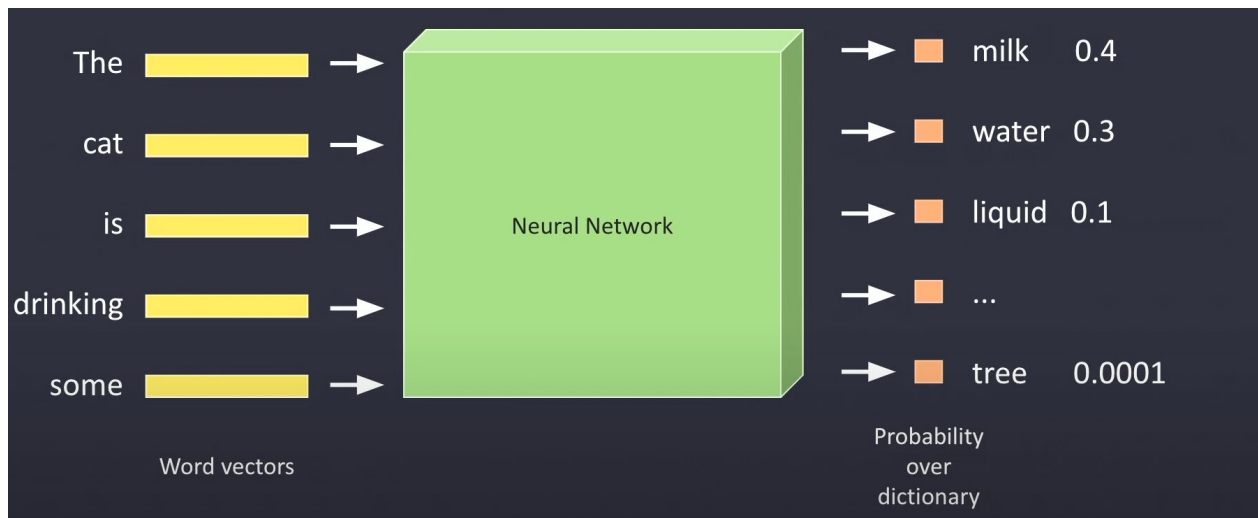 The
cat
is
drinking
some
Word vectors
Neural Network
milk 0.4
water 0.3
liquid 0.1
...
tree 0.0001
Probability
over
dictionary